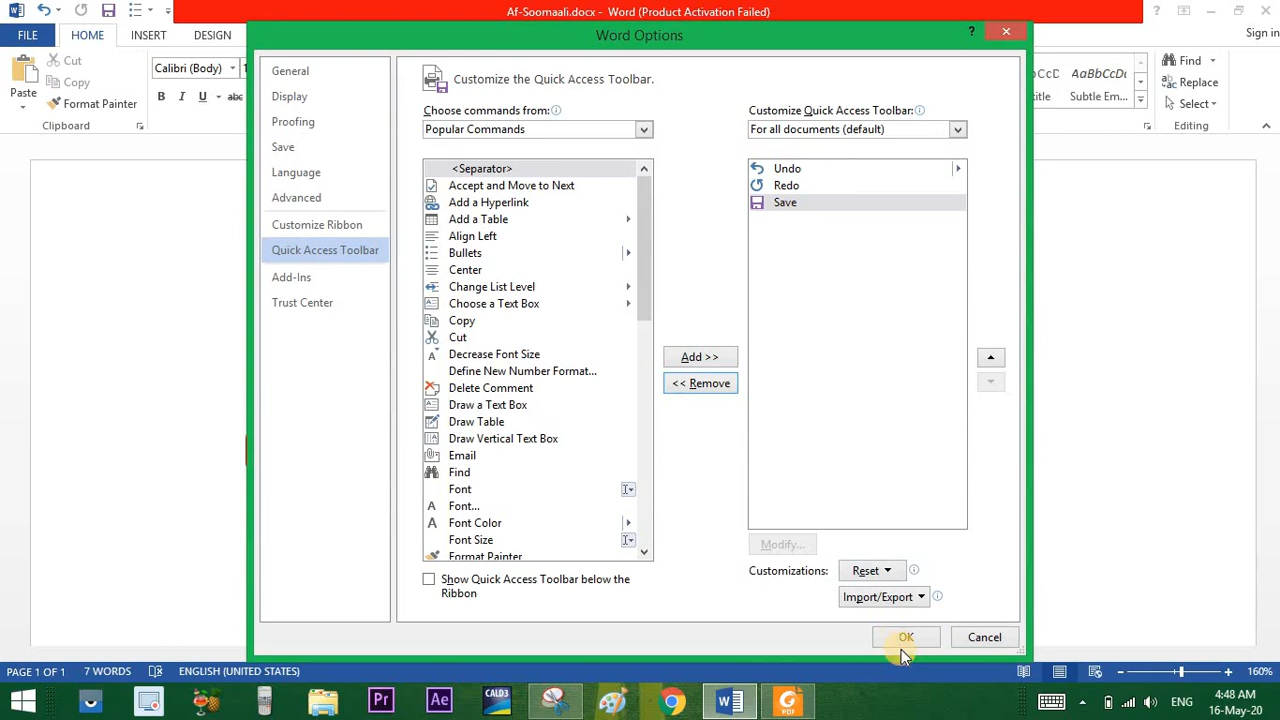 Af-Soomaali.docx - Word (Product Activation Failed)
FILE HOME INSERT DESIGN
Sign in
Word Options
Cut
Copy
Format Painter
Paste
Clipboard
Calibri (Body)
B I U abc
Find
Replace
Select
Editing
AaBbCcD
Subtle Em...
General
Display
Proofing
Save
Language
Advanced
Customize Ribbon
Quick Access Toolbar
Add-Ins
Trust Center
Customize the Quick Access Toolbar.
Choose commands from:
Popular Commands
<Separator>
Accept and Move to Next
Add a Hyperlink
Add a Table
Align Left
Bullets
Center
Change List Level
Choose a Text Box
Copy
Cut
Decrease Font Size
Define New Number Format...
Delete Comment
Draw a Text Box
Draw Table
Draw Vertical Text Box
Email
Find
Font
Font...
Font Color
Font Size
Format Painter
Show Quick Access Toolbar below the
Ribbon
Add >>
<< Remove
Customize Quick Access Toolbar:
For all documents (default)
Undo
Redo
Save
Modify...
Customizations:
Reset
Import/Export
OK
Cancel
PAGE 1 OF 1 7 WORDS ENGLISH (UNITED STATES)
160%
Pr Ae CALD3 PDF
ENG
4:48 AM
16-May-20